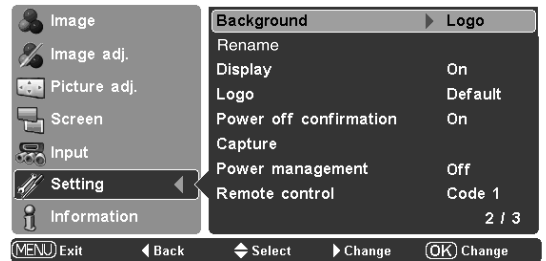 Image
Image adj.
Picture adj.
Screen
Input
Setting
Information
Background Logo
Rename
Display On
Logo Default
Power off confirmation On
Capture
Power management Off
Remote control Code 1
2 / 3
MENU Exit Back Select Change OK Change